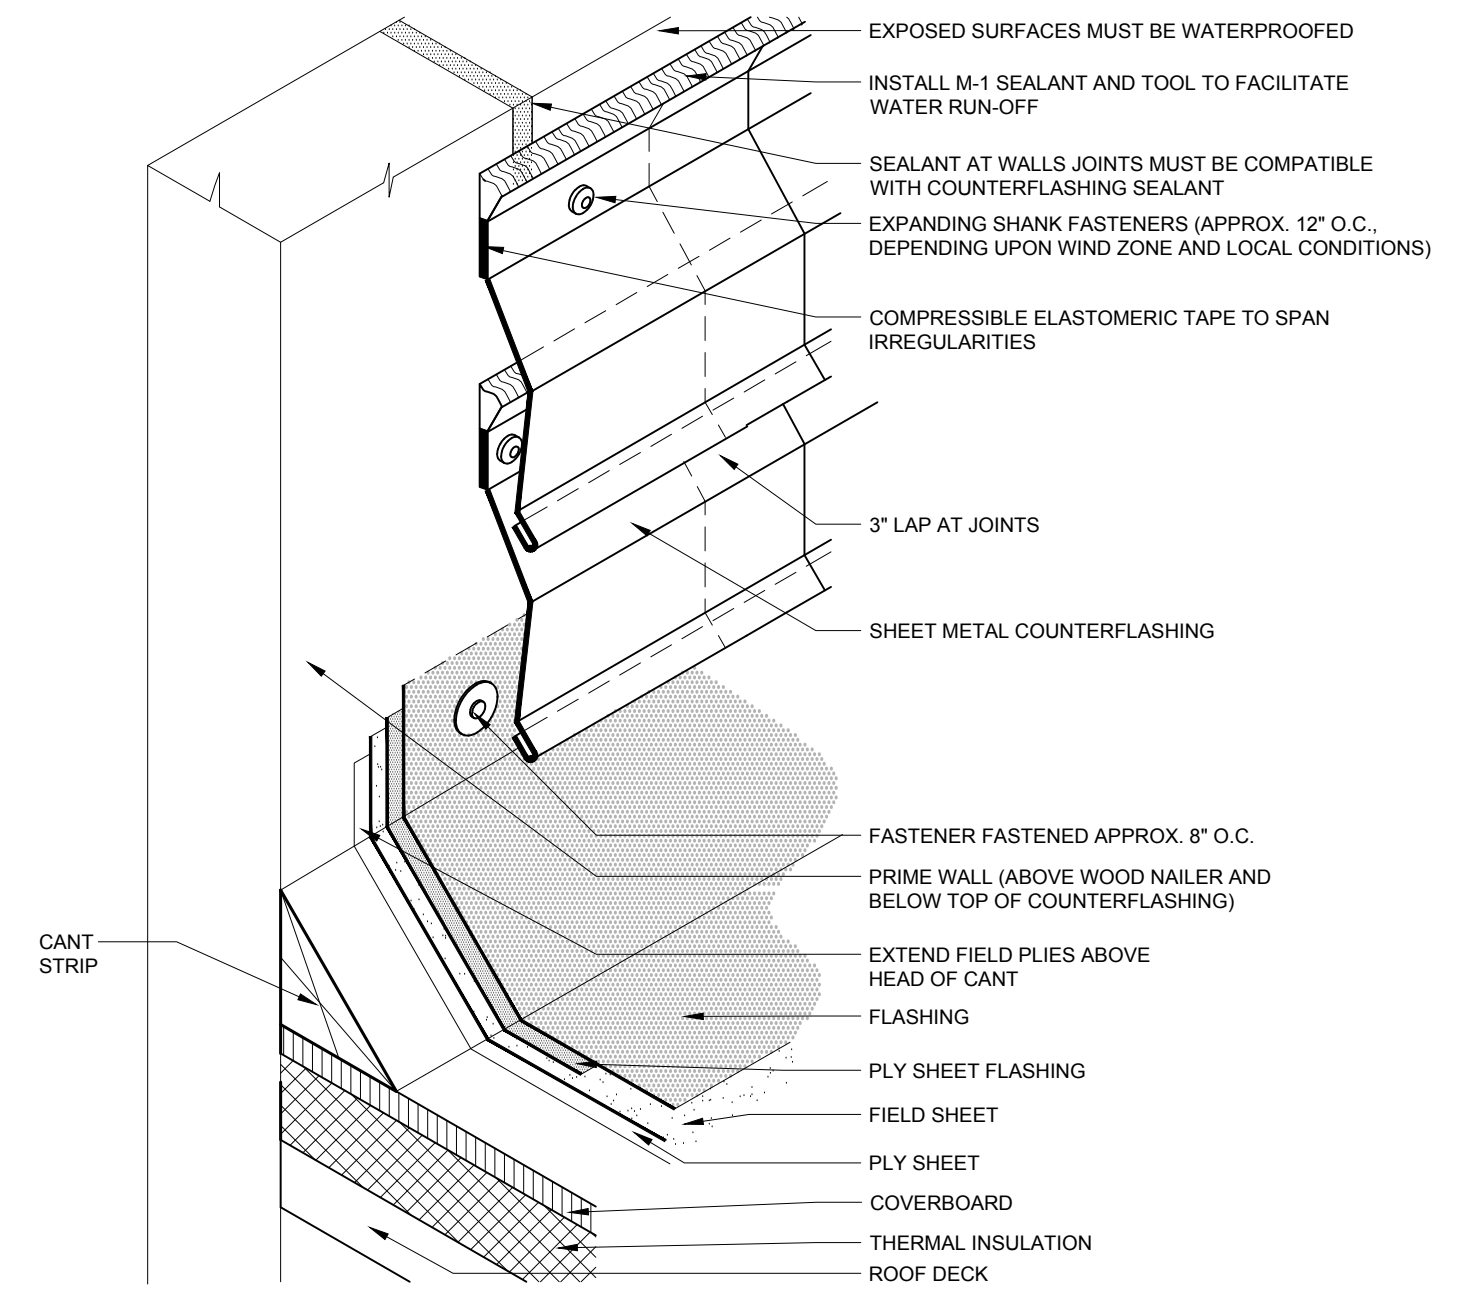 EXPOSED SURFACES MUST BE WATERPROOFED
INSTALL M-1 SEALANT AND TOOL TO FACILITATE
WATER RUN-OFF
SEALANT AT WALLS JOINTS MUST BE COMPATIBLE
WITH COUNTERFLASHING SEALANT
EXPANDING SHANK FASTENERS (APPROX. 12" O.C.,
DEPENDING UPON WIND ZONE AND LOCAL CONDITIONS)
COMPRESSIBLE ELASTOMERIC TAPE TO SPAN
IRREGULARITIES
3" LAP AT JOINTS
SHEET METAL COUNTERFLASHING
FASTENER FASTENED APPROX. 8" O.C.
PRIME WALL (ABOVE WOOD NAILER AND
BELOW TOP OF COUNTERFLASHING)
CANT
STRIP
EXTEND FIELD PLIES ABOVE
HEAD OF CANT
FLASHING
PLY SHEET FLASHING
FIELD SHEET
PLY SHEET
COVERBOARD
THERMAL INSULATION
ROOF DECK